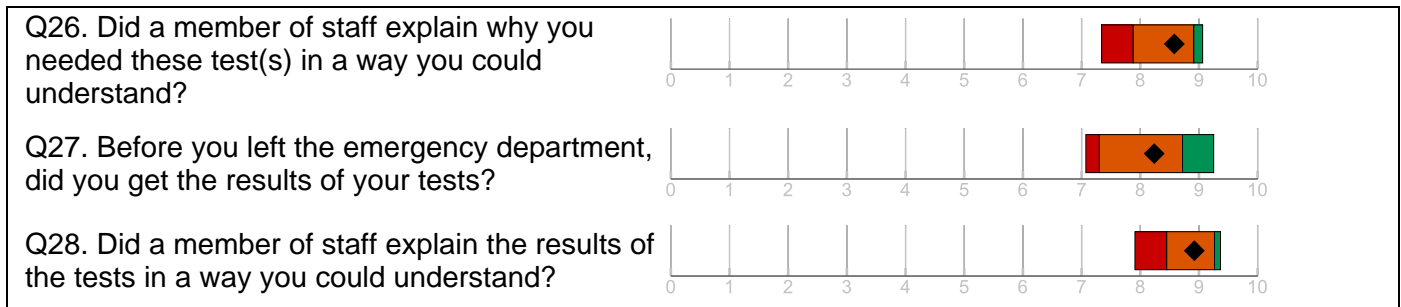 Q26. Did a member of staff explain why you
needed these test(s) in a way you could
understand?
0 1 2 3 4 5 6 7 8 9 10
Q27. Before you left the emergency department,
did you get the results of your tests?
0 1 2 3 4 5 6 7 8 9 10
Q28. Did a member of staff explain the results of
the tests in a way you could understand?
0 1 2 3 4 5 6 7 8 9 10